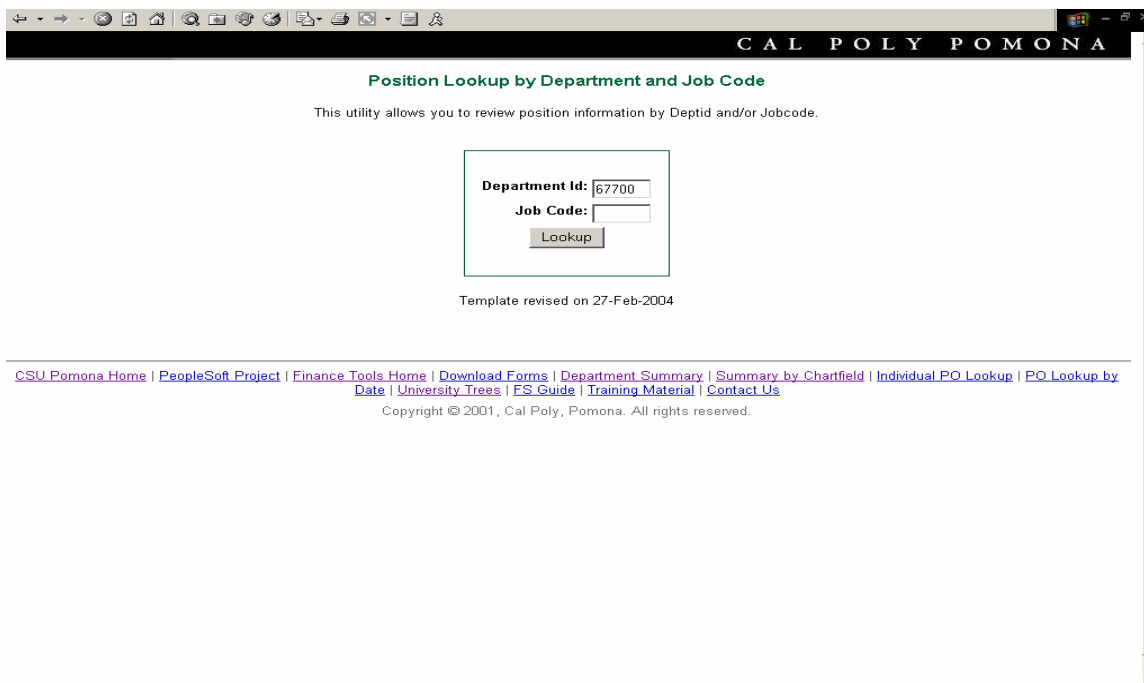 CAL POLY POMONA
Position Lookup by Department and Job Code
This utility allows you to review position information by Deptid and/or Jobcode.
Department Id: 67700
Job Code:
Lookup
Template revised on 27-Feb-2004
CSU Pomona Home | PeopleSoft Project | Finance Tools Home | Download Forms | Department Summary | Summary by Chartfield | Individual PO Lookup | PO Lookup by
Date | University Trees | FS Guide | Training Material | Contact Us
Copyright © 2001, Cal Poly, Pomona. All rights reserved.